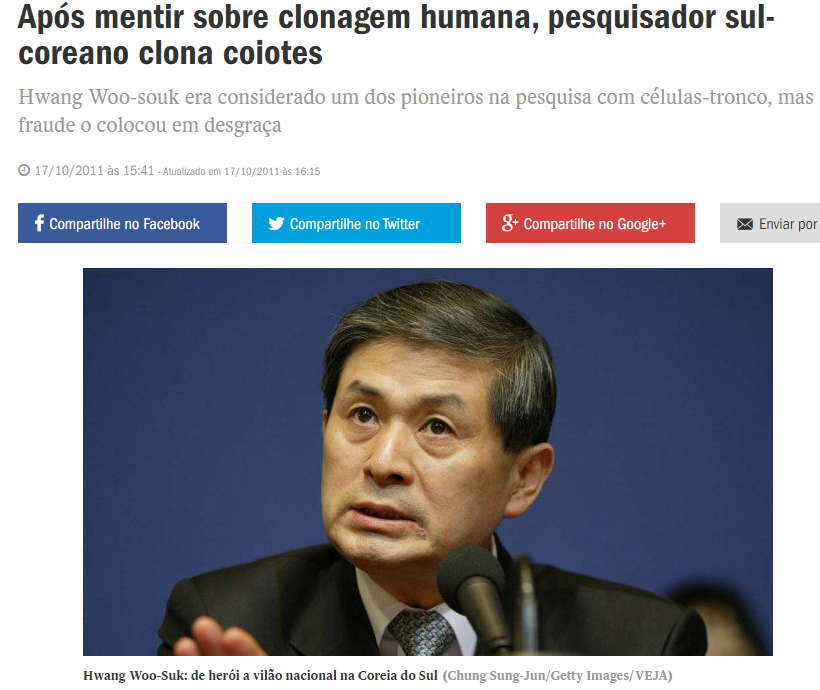 Após mentir sobre clonagem humana, pesquisador sul-
coreano clona coiotes
Hwang Woo-souk era considerado um dos pioneiros na pesquisa com células-tronco, mas
fraude o colocou em desgraça
17/10/2011 às 15:41 - Atualizado em 17/10/2011 às 16:15
Compartilhe no Facebook
Compartilhe no Twitter
Compartilhe no Google+
Enviar por
Hwang Woo-Suk: de herói a vilão nacional na Coreia do Sul (Chung Sung-Jun/Getty Images/VEJA)